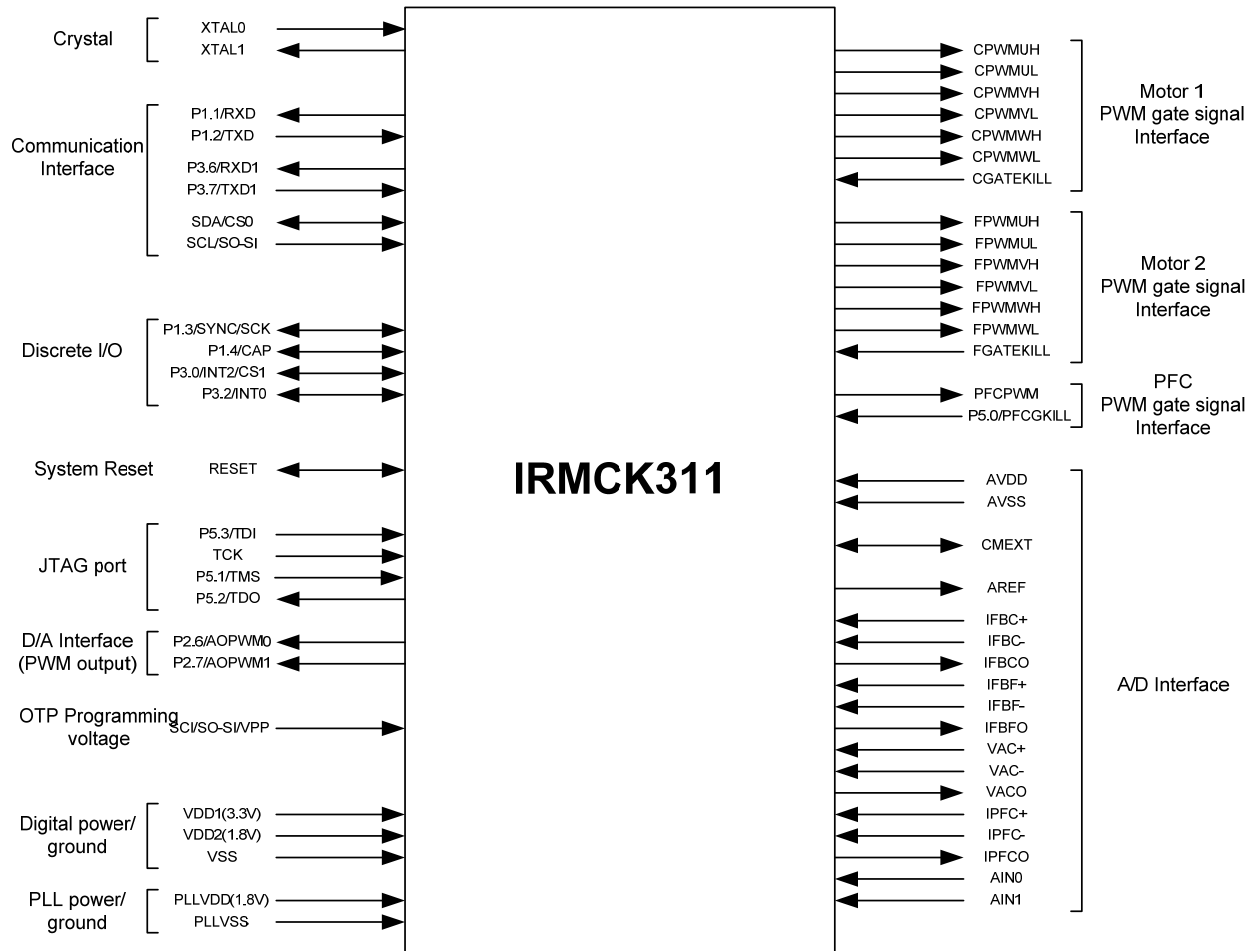 Crystal
XTAL0
XTAL1
Communication
Interface
P1.1/RXD
P1.2/TXD
P3.6/RXD1
P3.7/TXD1
SDA/CS0
SCL/SO-SI
Discrete I/O
P1.3/SYNC/SCK
P1.4/CAP
P3.0/INT2/CS1
P3.2/INT0
System Reset
RESET
JTAG port
P5.3/TDI
TCK
P5.1/TMS
P5.2/TDO
D/A Interface
(PWM output)
P2.6/AOPWM0
P2.7/AOPWM1
OTP Programming
voltage
SCI/SO-SI/VPP
Digital power/
ground
VDD1(3.3V)
VDD2(1.8V)
VSS
PLL power/
ground
PLLVDD(1.8V)
PLLVSS
IRMCK311
CPWMUH
CPWMUL
CPWMVH
CPWMVL
CPWMWH
CPWMWL
CGATEKILL
Motor 1
PWM gate signal
Interface
FPWMUH
FPWMUL
FPWMVH
FPWMVL
FPWMWH
FPWMWL
FGATEKILL
Motor 2
PWM gate signal
Interface
PFCPWM
P5.0/PFCGKILL
PFC
PWM gate signal
Interface
AVDD
AVSS
CMEXT
AREF
IFBC+
IFBC-
IFBCO
IFBF+
IFBF-
IFBFO
VAC+
VAC-
VACO
IPFC+
IPFC-
IPFCO
AIN0
AIN1
A/D Interface